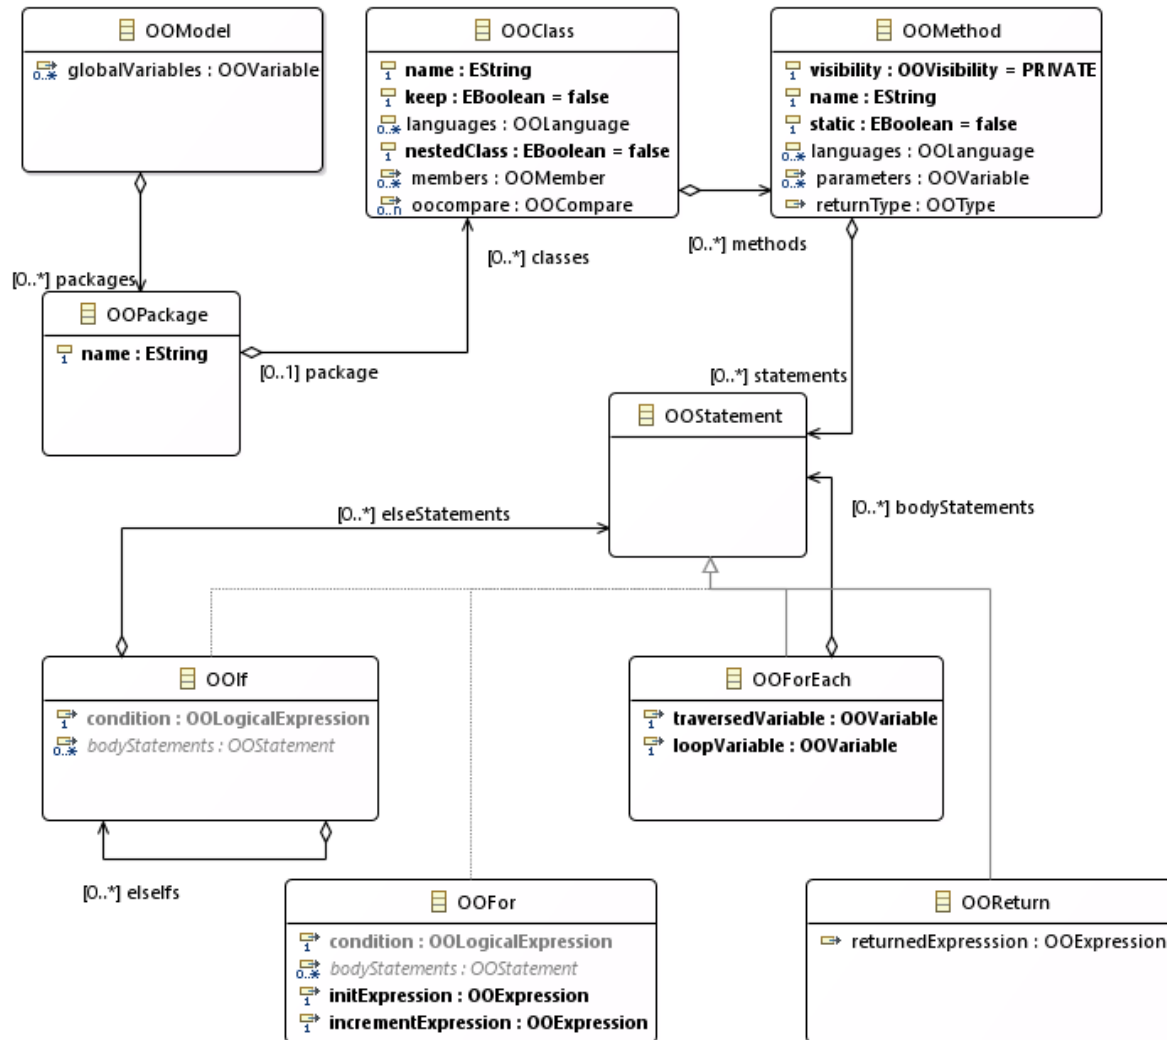 OOModel
globalVariables : OOVariable
0..*
OOClass
1 name : EString
1 keep : EBoolean = false
0..* languages : OOLanguage
1 nestedClass : EBoolean = false
0..* members : OOMember
0..n oocompare : OOCompare
OOMethod
1 visibility : OOVisibility = PRIVATE
1 name : EString
1 static : EBoolean = false
0..* languages : OOLanguage
0..* parameters : OOVariable
returnType : OOType
[0..*] methods
[0..*] classes
[0..*] packages
OOPackage
1 name : EString
[0..1] package
[0..*] statements
OOStatement
[0..*] elseStatements
[0..*] bodyStatements
OOIf
1 condition : OOLogicalExpression
0..* bodyStatements : OOStatement
[0..*] elseIfs
OOForEach
1 traversedVariable : OOVariable
1 loopVariable : OOVariable
OOFor
1 condition : OOLogicalExpression
0..* bodyStatements : OOStatement
1 initExpression : OOExpression
1 incrementExpression : OOExpression
OOReturn
returnedExpresssion : OOExpression